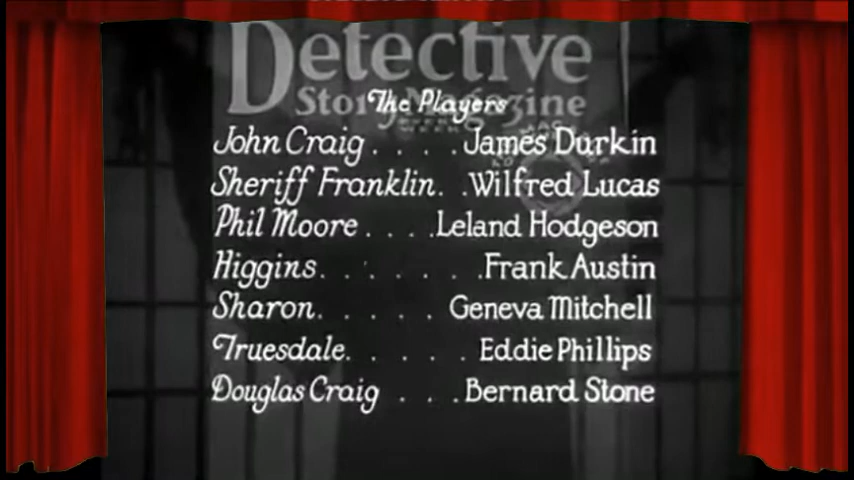 Detective
Story Magazine
The Players
John Craig . . . . James Durkin
Sheriff Franklin. . Wilfred Lucas
Phil Moore . . . . Leland Hodgeson
Higgins. . . . . . . Frank Austin
Sharon. . . . . . Geneva Mitchell
Truesdale. . . . . . Eddie Phillips
Douglas Craig . . . Bernard Stone